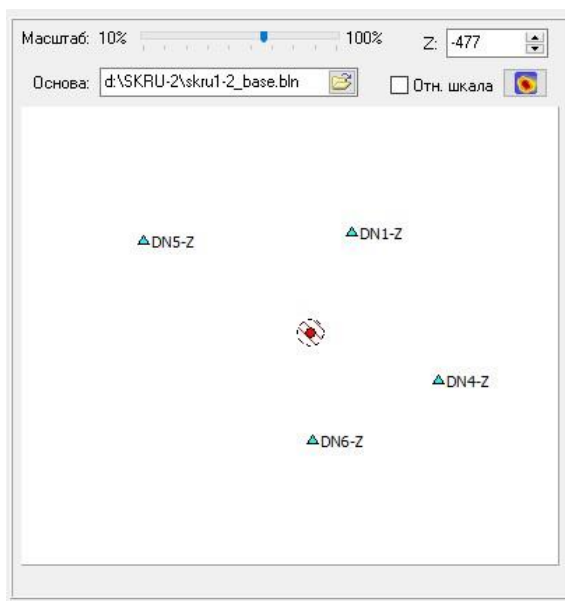 Масштаб: 10% 100% Z: -477
Основа: d:\SKRU-2\skru1-2_base.bln Отн. шкала
DN5-Z DN1-Z
DN4-Z
DN6-Z